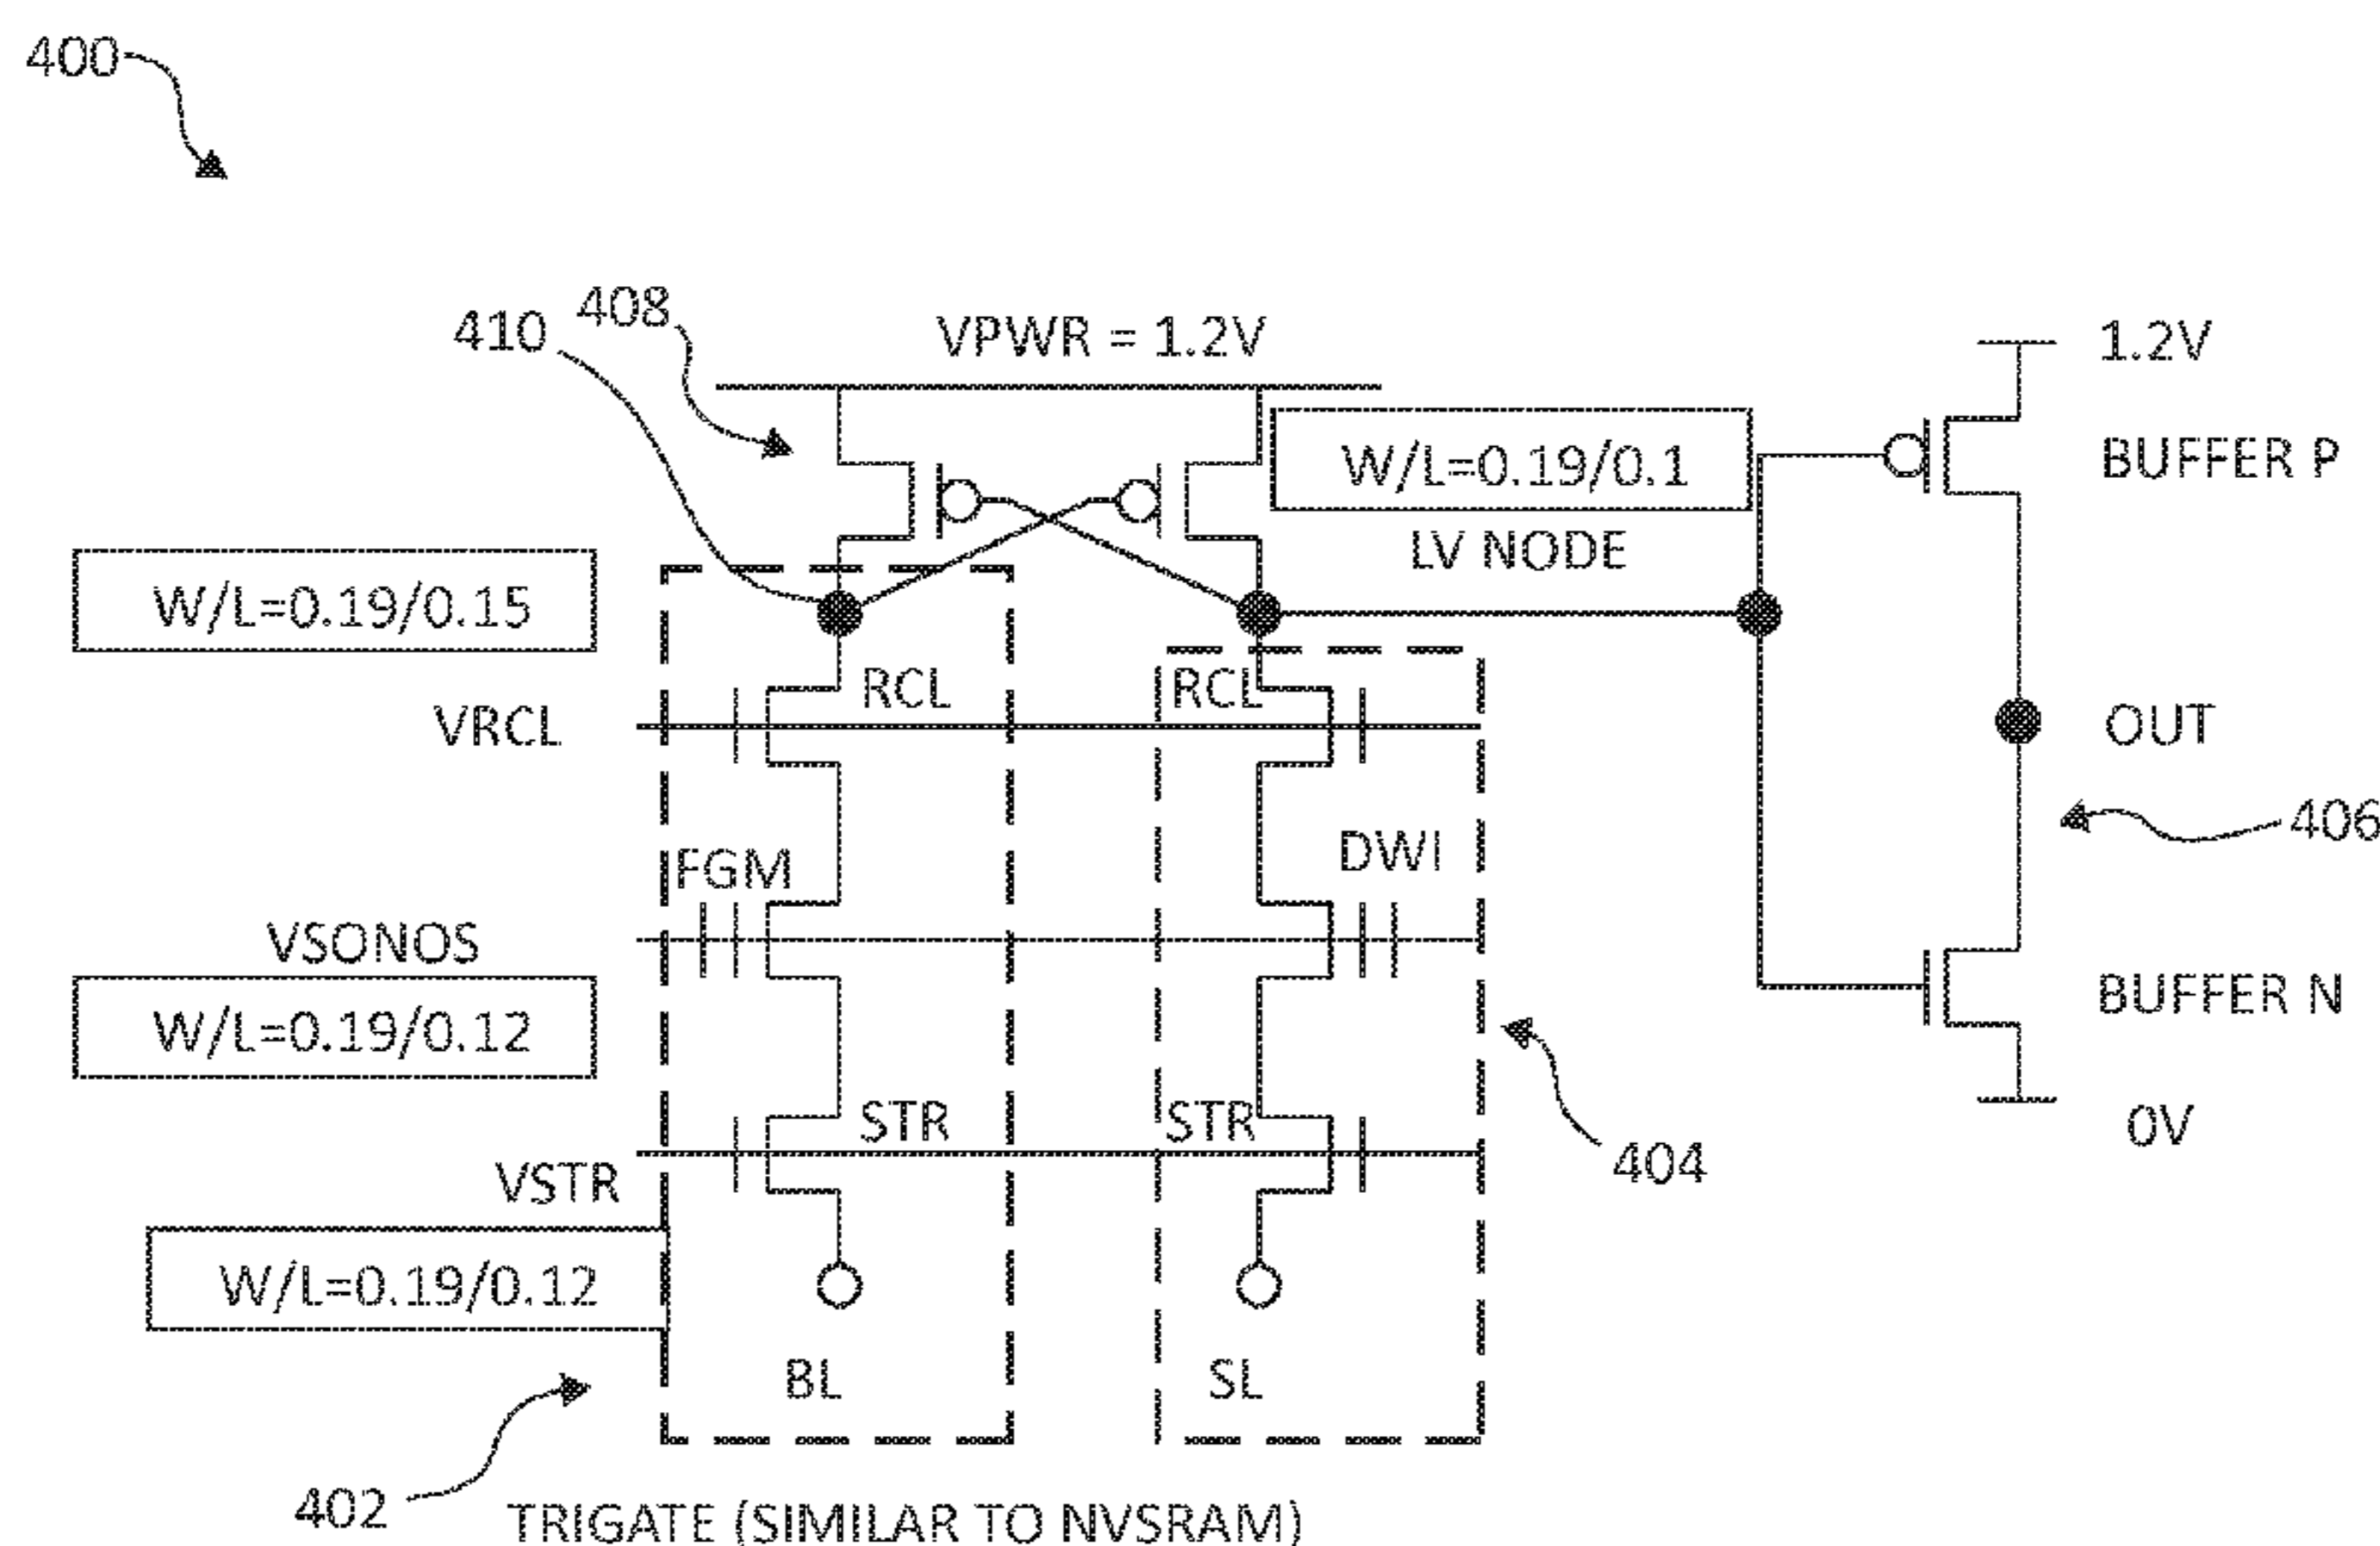 400
408
410
VPWR = 1.2V
1.2V
W/L=0.19/0.1
BUFFER P
LV NODE
W/L=0.19/0.15
RCL
RCL
VRCL
OUT
406
FGM
DWI
VSONOS
W/L=0.19/0.12
BUFFER N
STR
STR
0V
VSTR
404
W/L=0.19/0.12
BL
SL
402
TRIGATE (SIMILAR TO NVSRAM)